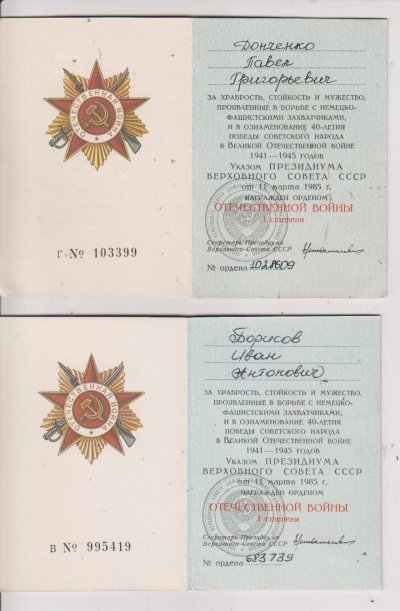 ОТЕЧЕСТВЕННАЯ ВОЙНА
Г № 103399
Донченко
Павел
Григорьевич
ЗА ХРАБРОСТЬ, СТОЙКОСТЬ И МУЖЕСТВО,
ПРОЯВЛЕННЫЕ В БОРЬБЕ С НЕМЕЦКО-
ФАШИСТСКИМИ ЗАХВАТЧИКАМИ,
И В ОЗНАМЕНОВАНИЕ 40-ЛЕТИЯ
ПОБЕДЫ СОВЕТСКОГО НАРОДА
В ВЕЛИКОЙ ОТЕЧЕСТВЕННОЙ ВОЙНЕ
1941—1945 ГОДОВ
УКАЗОМ ПРЕЗИДИУМА
ВЕРХОВНОГО СОВЕТА СССР
от 11 марта 1985 г.
НАГРАЖДЕН ОРДЕНОМ
ОТЕЧЕСТВЕННОЙ ВОЙНЫ
I СТЕПЕНИ
Секретарь Президиума
Верховного Совета СССР
№ ордена
ОТЕЧЕСТВЕННАЯ ВОЙНА
В № 995419
Борисов
Иван
Антонович
ЗА ХРАБРОСТЬ, СТОЙКОСТЬ И МУЖЕСТВО,
ПРОЯВЛЕННЫЕ В БОРЬБЕ С НЕМЕЦКО-
ФАШИСТСКИМИ ЗАХВАТЧИКАМИ,
И В ОЗНАМЕНОВАНИЕ 40-ЛЕТИЯ
ПОБЕДЫ СОВЕТСКОГО НАРОДА
В ВЕЛИКОЙ ОТЕЧЕСТВЕННОЙ ВОЙНЕ
1941—1945 ГОДОВ
УКАЗОМ ПРЕЗИДИУМА
ВЕРХОВНОГО СОВЕТА СССР
от 11 марта 1985 г.
НАГРАЖДЕН ОРДЕНОМ
ОТЕЧЕСТВЕННОЙ ВОЙНЫ
I СТЕПЕНИ
Секретарь Президиума
Верховного Совета СССР
№ ордена 683739